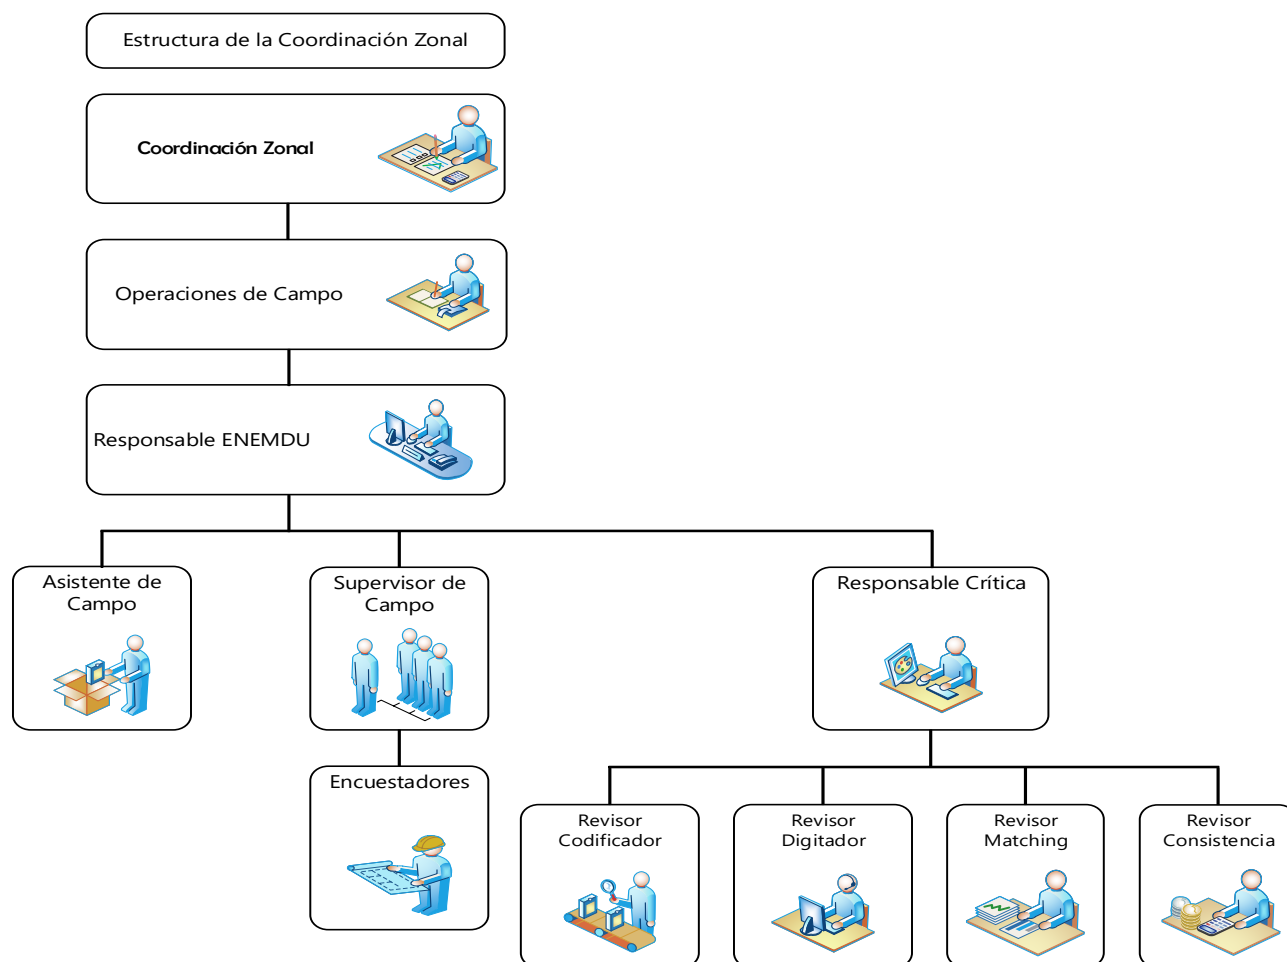 Estructura de la Coordinación Zonal
Coordinación Zonal
Operaciones de Campo
Responsable ENEMDU
Asistente de
Campo
Supervisor de
Campo
Responsable Crítica
Encuestadores
Revisor
Codificador
Revisor
Digitador
Revisor
Matching
Revisor
Consistencia